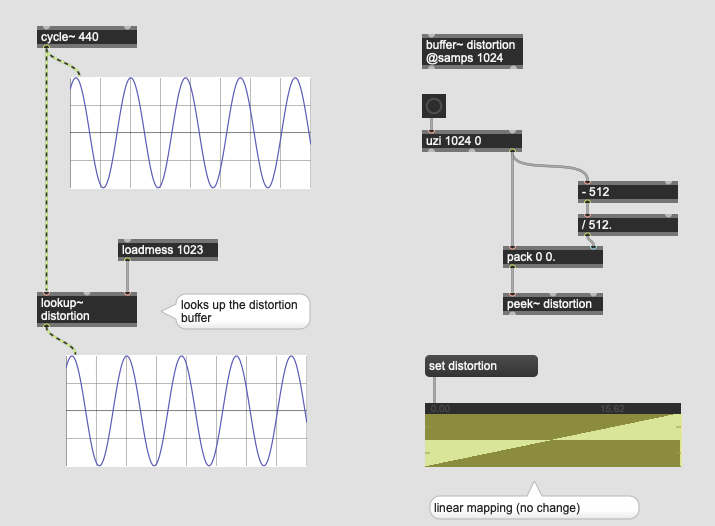 cycle~ 440
buffer~ distortion
@samps 1024
uzi 1024 0
- 512
/ 512.
loadmess 1023
pack 0 0.
lookup~
distortion
looks up the distortion
buffer
peek~ distortion
set distortion
0.00 15.62
linear mapping (no change)